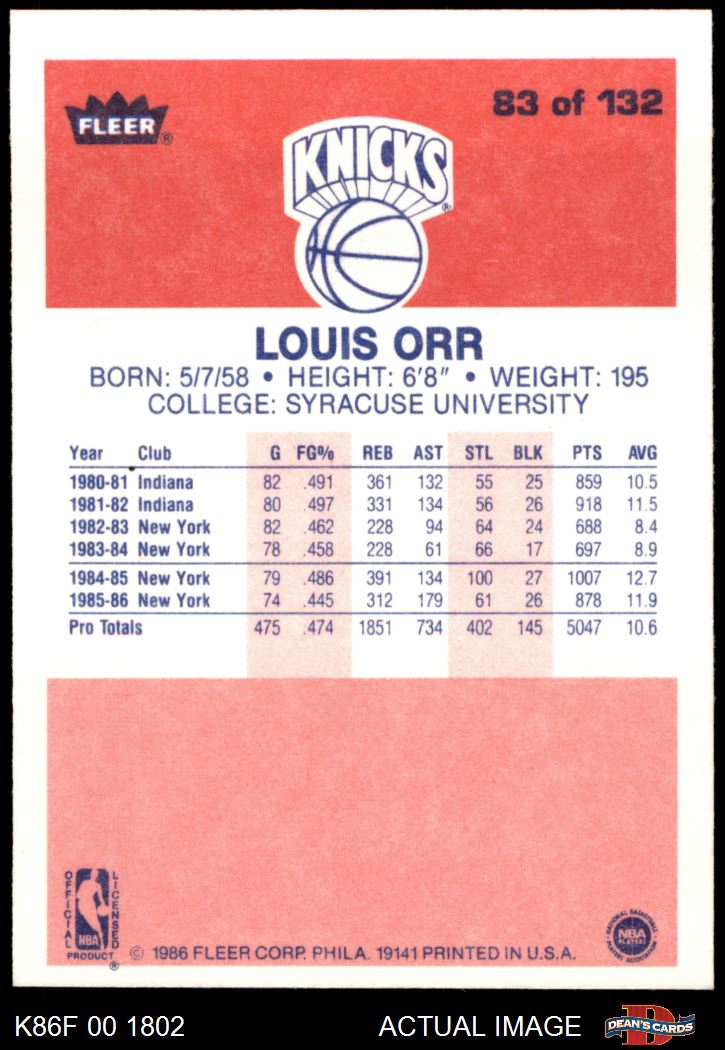 83 of 132
FLEER®
KNICKS®
LOUIS ORR
BORN: 5/7/58 • HEIGHT: 6'8" • WEIGHT: 195
COLLEGE: SYRACUSE UNIVERSITY
Year Club G FG% REB AST STL BLK PTS AVG
1980-81 Indiana 82 .491 361 132 55 25 859 10.5
1981-82 Indiana 80 .497 331 134 56 26 918 11.5
1982-83 New York 82 .462 228 94 64 24 688 8.4
1983-84 New York 78 .458 228 61 66 17 697 8.9
1984-85 New York 79 .486 391 134 100 27 1007 12.7
1985-86 New York 74 .445 312 179 61 26 878 11.9
Pro Totals 475 .474 1851 734 402 145 5047 10.6
OFFICIAL LICENSED
NBA
PRODUCT®
© 1986 FLEER CORP. PHILA. 19141 PRINTED IN U.S.A.
NATIONAL BASKETBALL
NBA
PLAYERS
PLAYERS ASSOCIATION
K86F 00 1802 ACTUAL IMAGE
D
DEAN'S CARDS